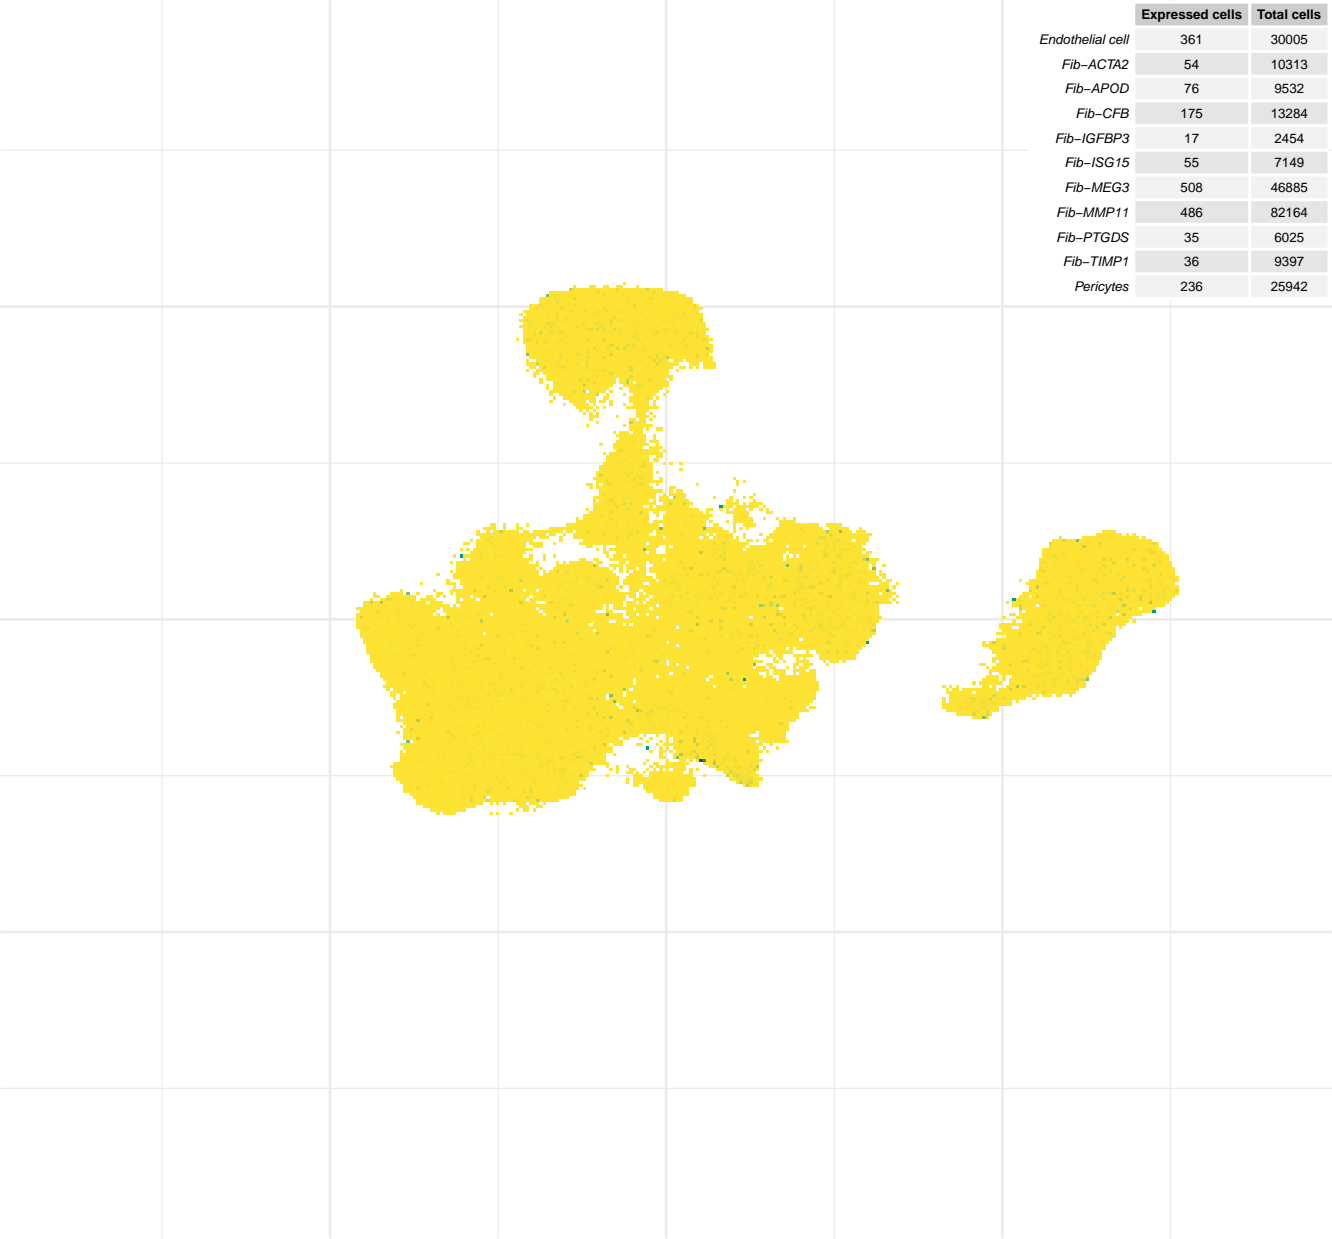 Expressed cells Total cells
Endothelial cell 361 30005
Fib−ACTA2 54 10313
Fib−APOD 76 9532
Fib−CFB 175 13284
Fib−IGFBP3 17 2454
Fib−ISG15 55 7149
Fib−MEG3 508 46885
Fib−MMP11 486 82164
Fib−PTGDS 35 6025
Fib−TIMP1 36 9397
Pericytes 236 25942